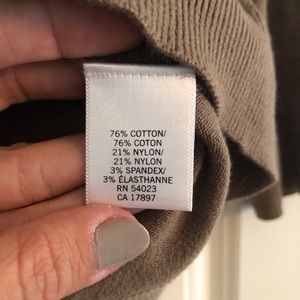 76% COTTON/
76% COTON
21% NYLON/
21% NYLON
3% SPANDEX/
3% ÉLASTHANNE
RN 54023
CA 17897